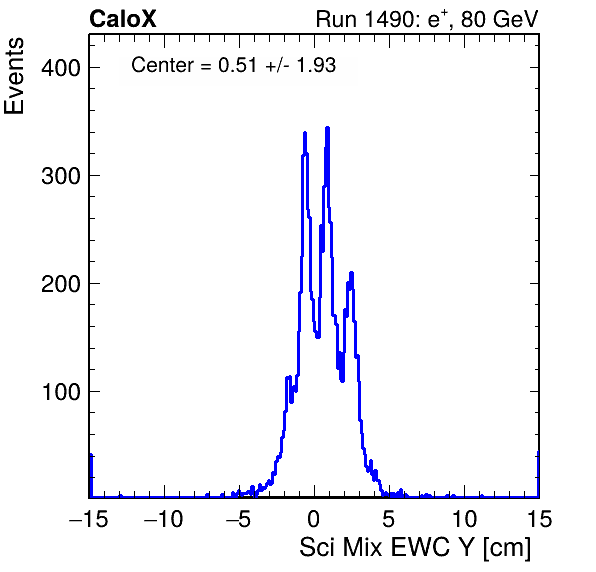 CaloX Run 1490: e⁺, 80 GeV
Center = 0.51 +/- 1.93
Events
400
300
200
100
−15 −10 −5 0 5 10 15
Sci Mix EWC Y [cm]